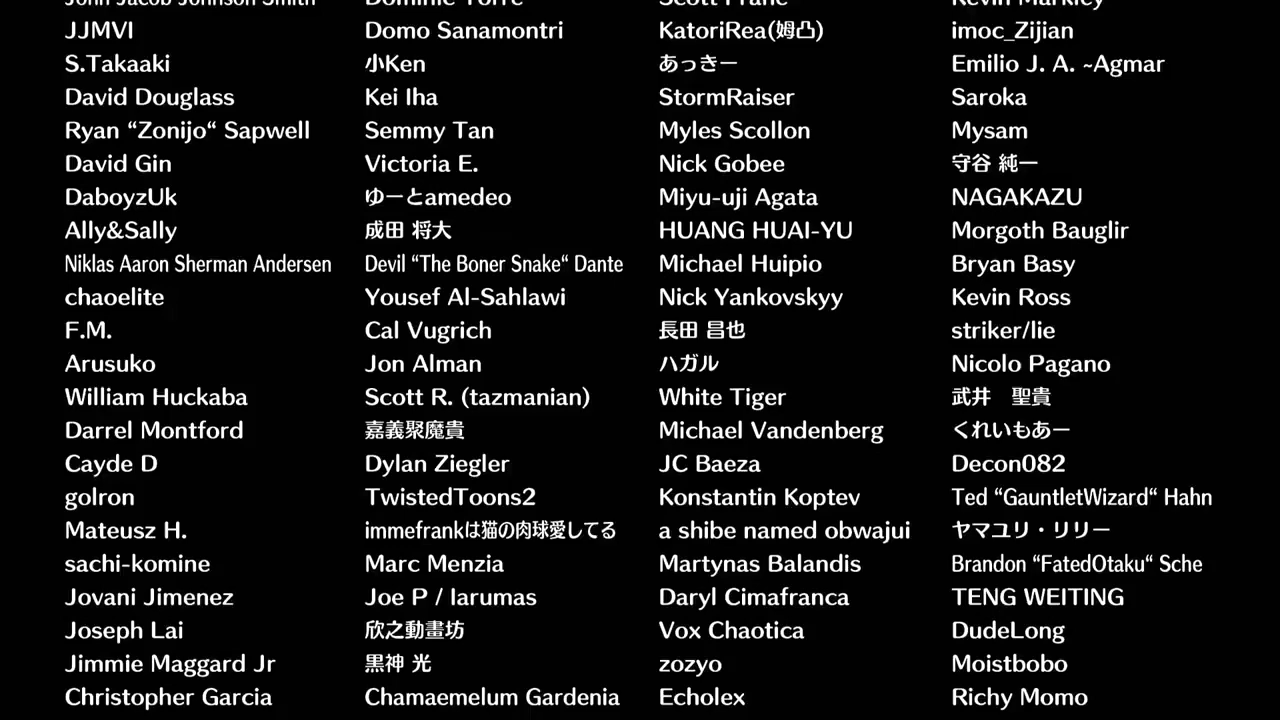 John Jacob Johnson Smith
Dominic Torre
Scott Frane
Kevin Markley
JJMVI
Domo Sanamontri
KatoriRea(姆凸)
imoc_Zijian
S.Takaaki
小Ken
あっきー
Emilio J. A. ~Agmar
David Douglass
Kei Iha
StormRaiser
Saroka
Ryan “Zonijo“ Sapwell
Semmy Tan
Myles Scollon
Mysam
David Gin
Victoria E.
Nick Gobee
守谷 純一
DaboyzUk
ゆーとamedeo
Miyu-uji Agata
NAGAKAZU
Ally&Sally
成田 将大
HUANG HUAI-YU
Morgoth Bauglir
Niklas Aaron Sherman Andersen
Devil “The Boner Snake“ Dante
Michael Huipio
Bryan Basy
chaoelite
Yousef Al-Sahlawi
Nick Yankovskyy
Kevin Ross
F.M.
Cal Vugrich
長田 昌也
striker/lie
Arusuko
Jon Alman
ハガル
Nicolo Pagano
William Huckaba
Scott R. (tazmanian)
White Tiger
武井　聖貴
Darrel Montford
嘉義聚魔貴
Michael Vandenberg
くれいもあー
Cayde D
Dylan Ziegler
JC Baeza
Decon082
golron
TwistedToons2
Konstantin Koptev
Ted “GauntletWizard“ Hahn
Mateusz H.
immefrankは猫の肉球愛してる
a shibe named obwajui
ヤマユリ・リリー
sachi-komine
Marc Menzia
Martynas Balandis
Brandon “FatedOtaku“ Sche
Jovani Jimenez
Joe P / larumas
Daryl Cimafranca
TENG WEITING
Joseph Lai
欣之動畫坊
Vox Chaotica
DudeLong
Jimmie Maggard Jr
黒神 光
zozyo
Moistbobo
Christopher Garcia
Chamaemelum Gardenia
Echolex
Richy Momo